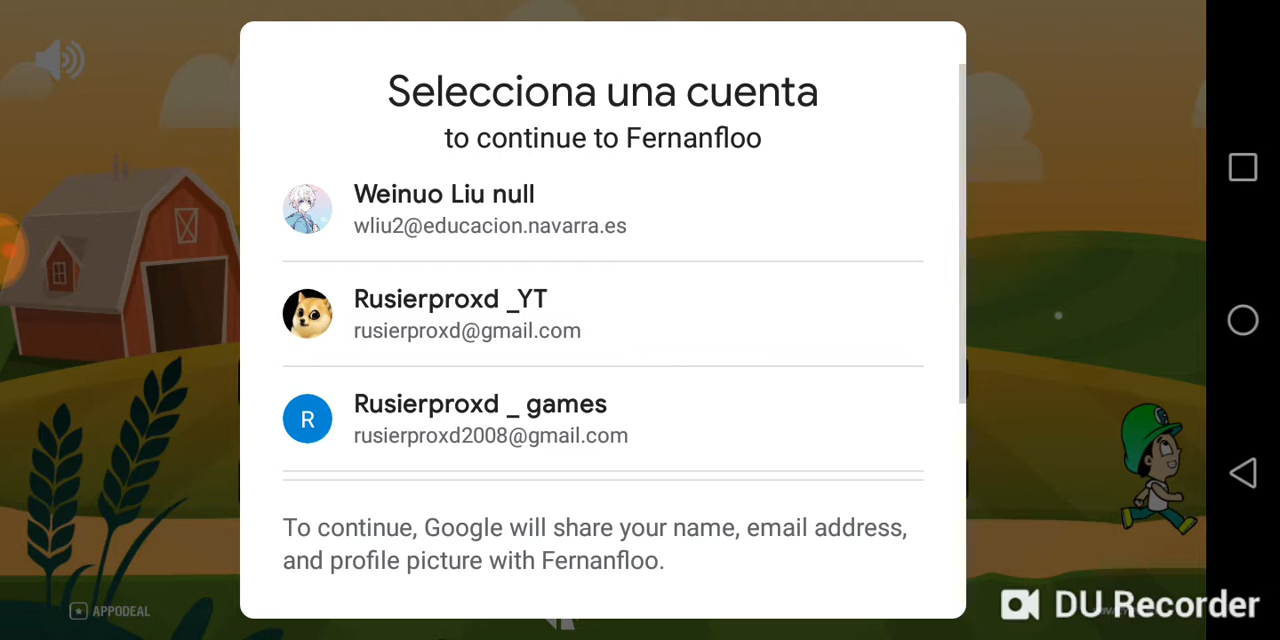 Selecciona una cuenta
to continue to Fernanfloo
Weinuo Liu null
wliu2@educacion.navarra.es
Rusierproxd _YT
rusierproxd@gmail.com
R
Rusierproxd _ games
rusierproxd2008@gmail.com
To continue, Google will share your name, email address,
and profile picture with Fernanfloo.
APPODEAL
DU Recorder